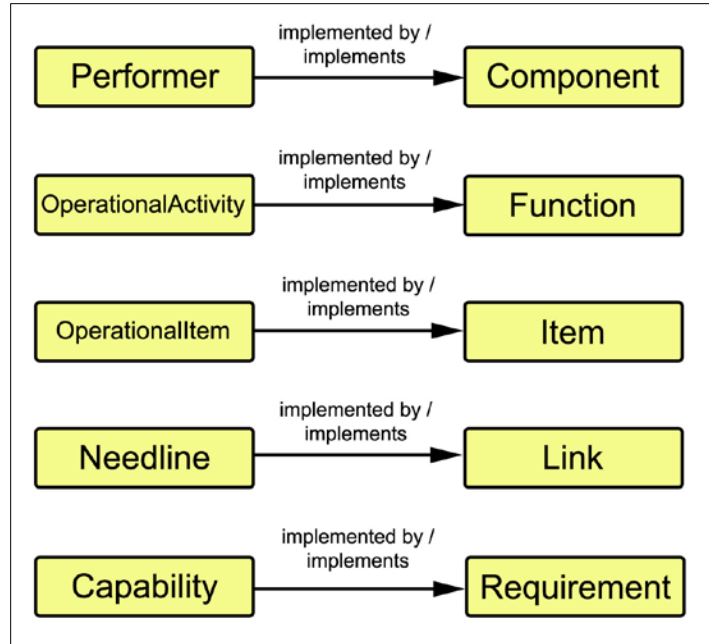 implemented by /
implements
Performer
Component
implemented by /
implements
OperationalActivity
Function
implemented by /
implements
OperationalItem
Item
implemented by /
implements
Needline
Link
implemented by /
implements
Capability
Requirement